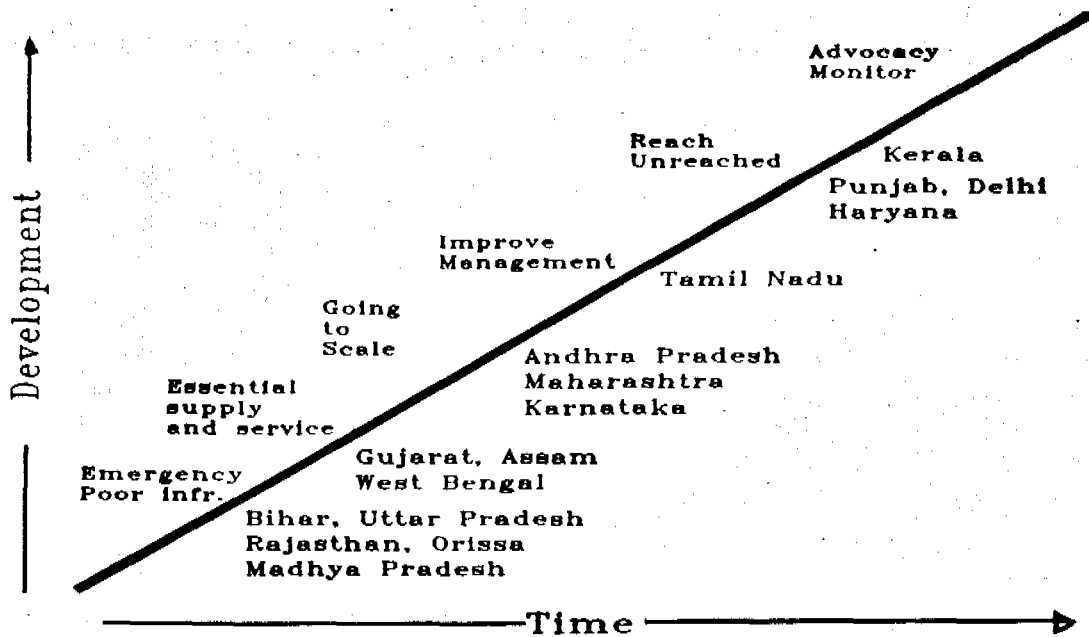 Advocacy
Monitor
Reach
Unreached
Kerala
Punjab, Delhi
Haryana
Improve
Management
Tamil Nadu
Going
to
Scale
Andhra Pradesh
Maharashtra
Karnataka
Essential
supply
and service
Gujarat, Assam
West Bengal
Emergency
Poor infr.
Bihar, Uttar Pradesh
Rajasthan, Orissa
Madhya Pradesh
Development
Time